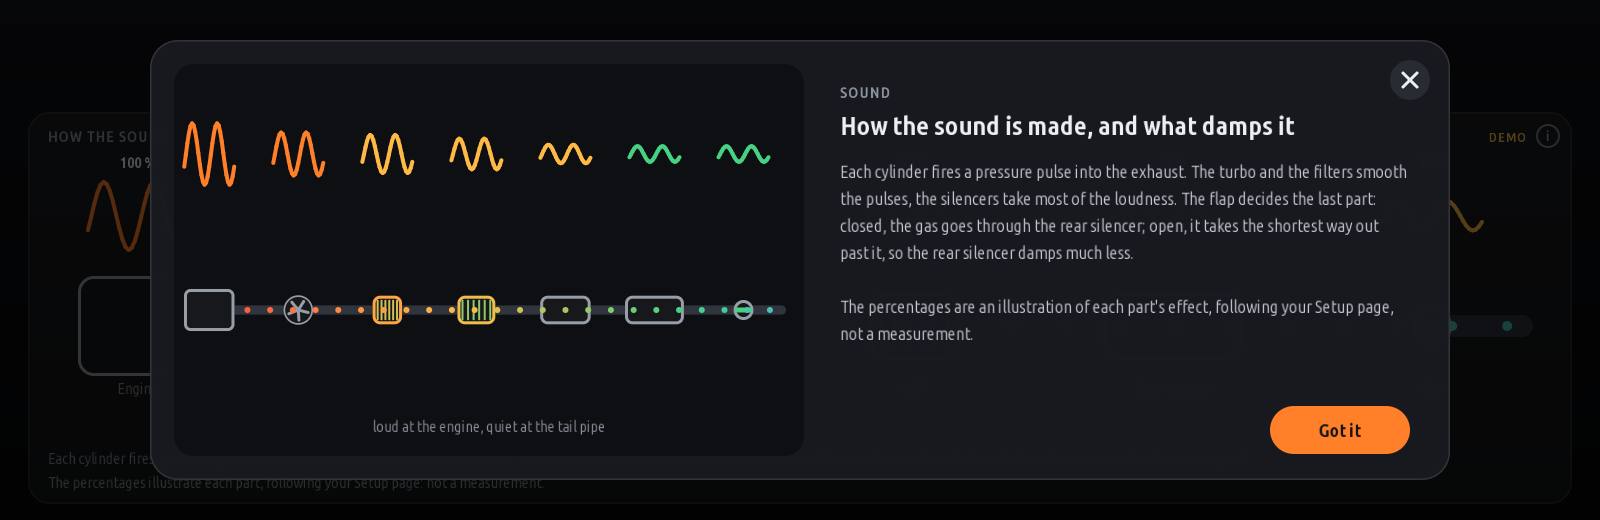 HOW THE SOU
100 %
DEMO
i
Engin
Each cylinder fires
The percentages illustrate each part, following your Setup page: not a measurement.
loud at the engine, quiet at the tail pipe
SOUND
How the sound is made, and what damps it
Each cylinder fires a pressure pulse into the exhaust. The turbo and the filters smooth
the pulses, the silencers take most of the loudness. The flap decides the last part:
closed, the gas goes through the rear silencer; open, it takes the shortest way out
past it, so the rear silencer damps much less.
The percentages are an illustration of each part's effect, following your Setup page,
not a measurement.
Got it